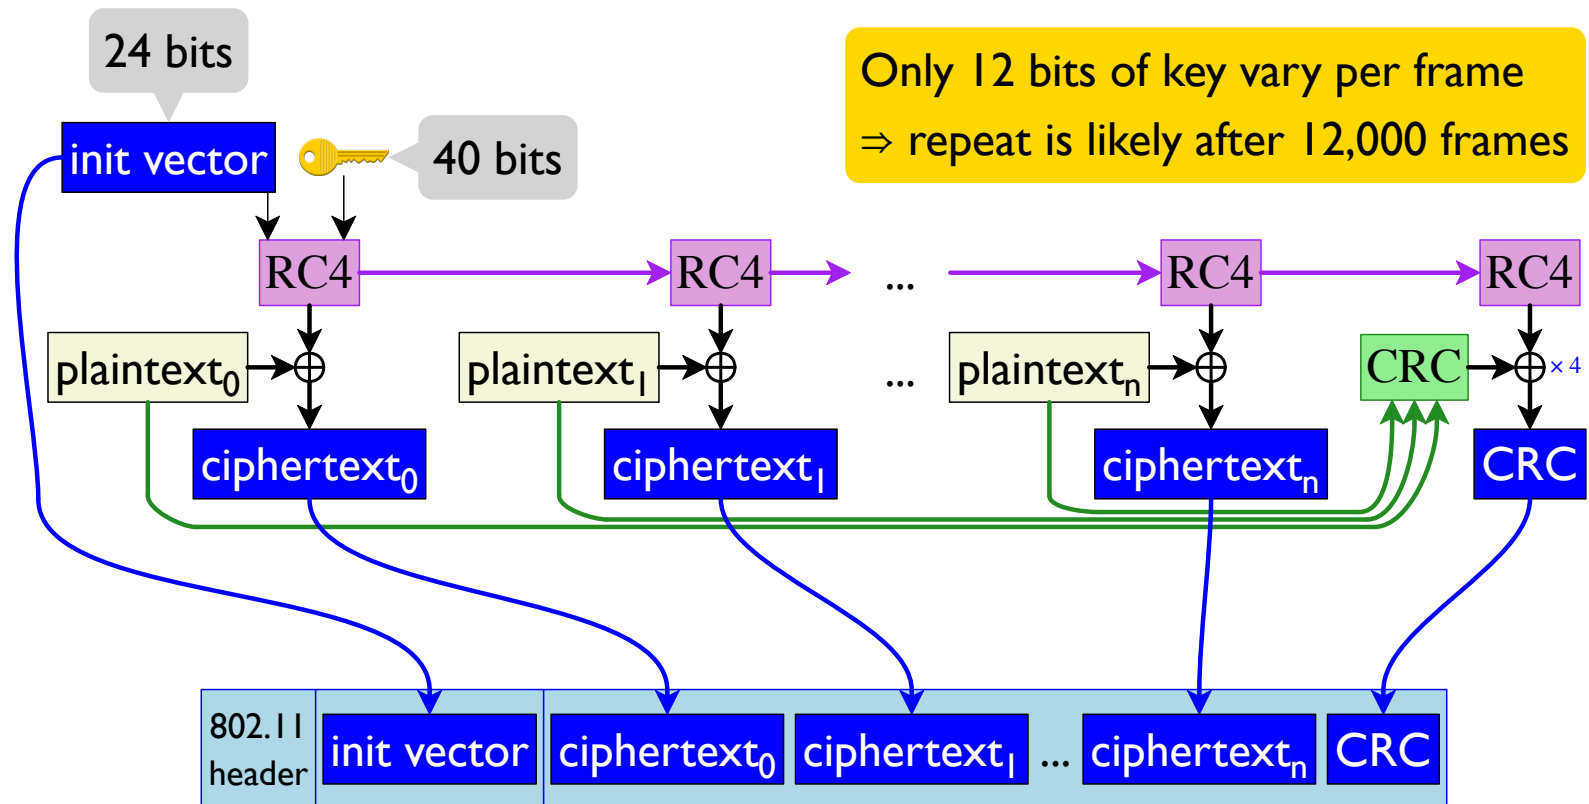 24 bits
Only 12 bits of key vary per frame
⇒ repeat is likely after 12,000 frames
init vector
40 bits
RC4
RC4
...
RC4
RC4
plaintext0
plaintext1
...
plaintextn
CRC
× 4
ciphertext0
ciphertext1
ciphertextn
CRC
802.11
header
init vector
ciphertext0
ciphertext1
...
ciphertextn
CRC